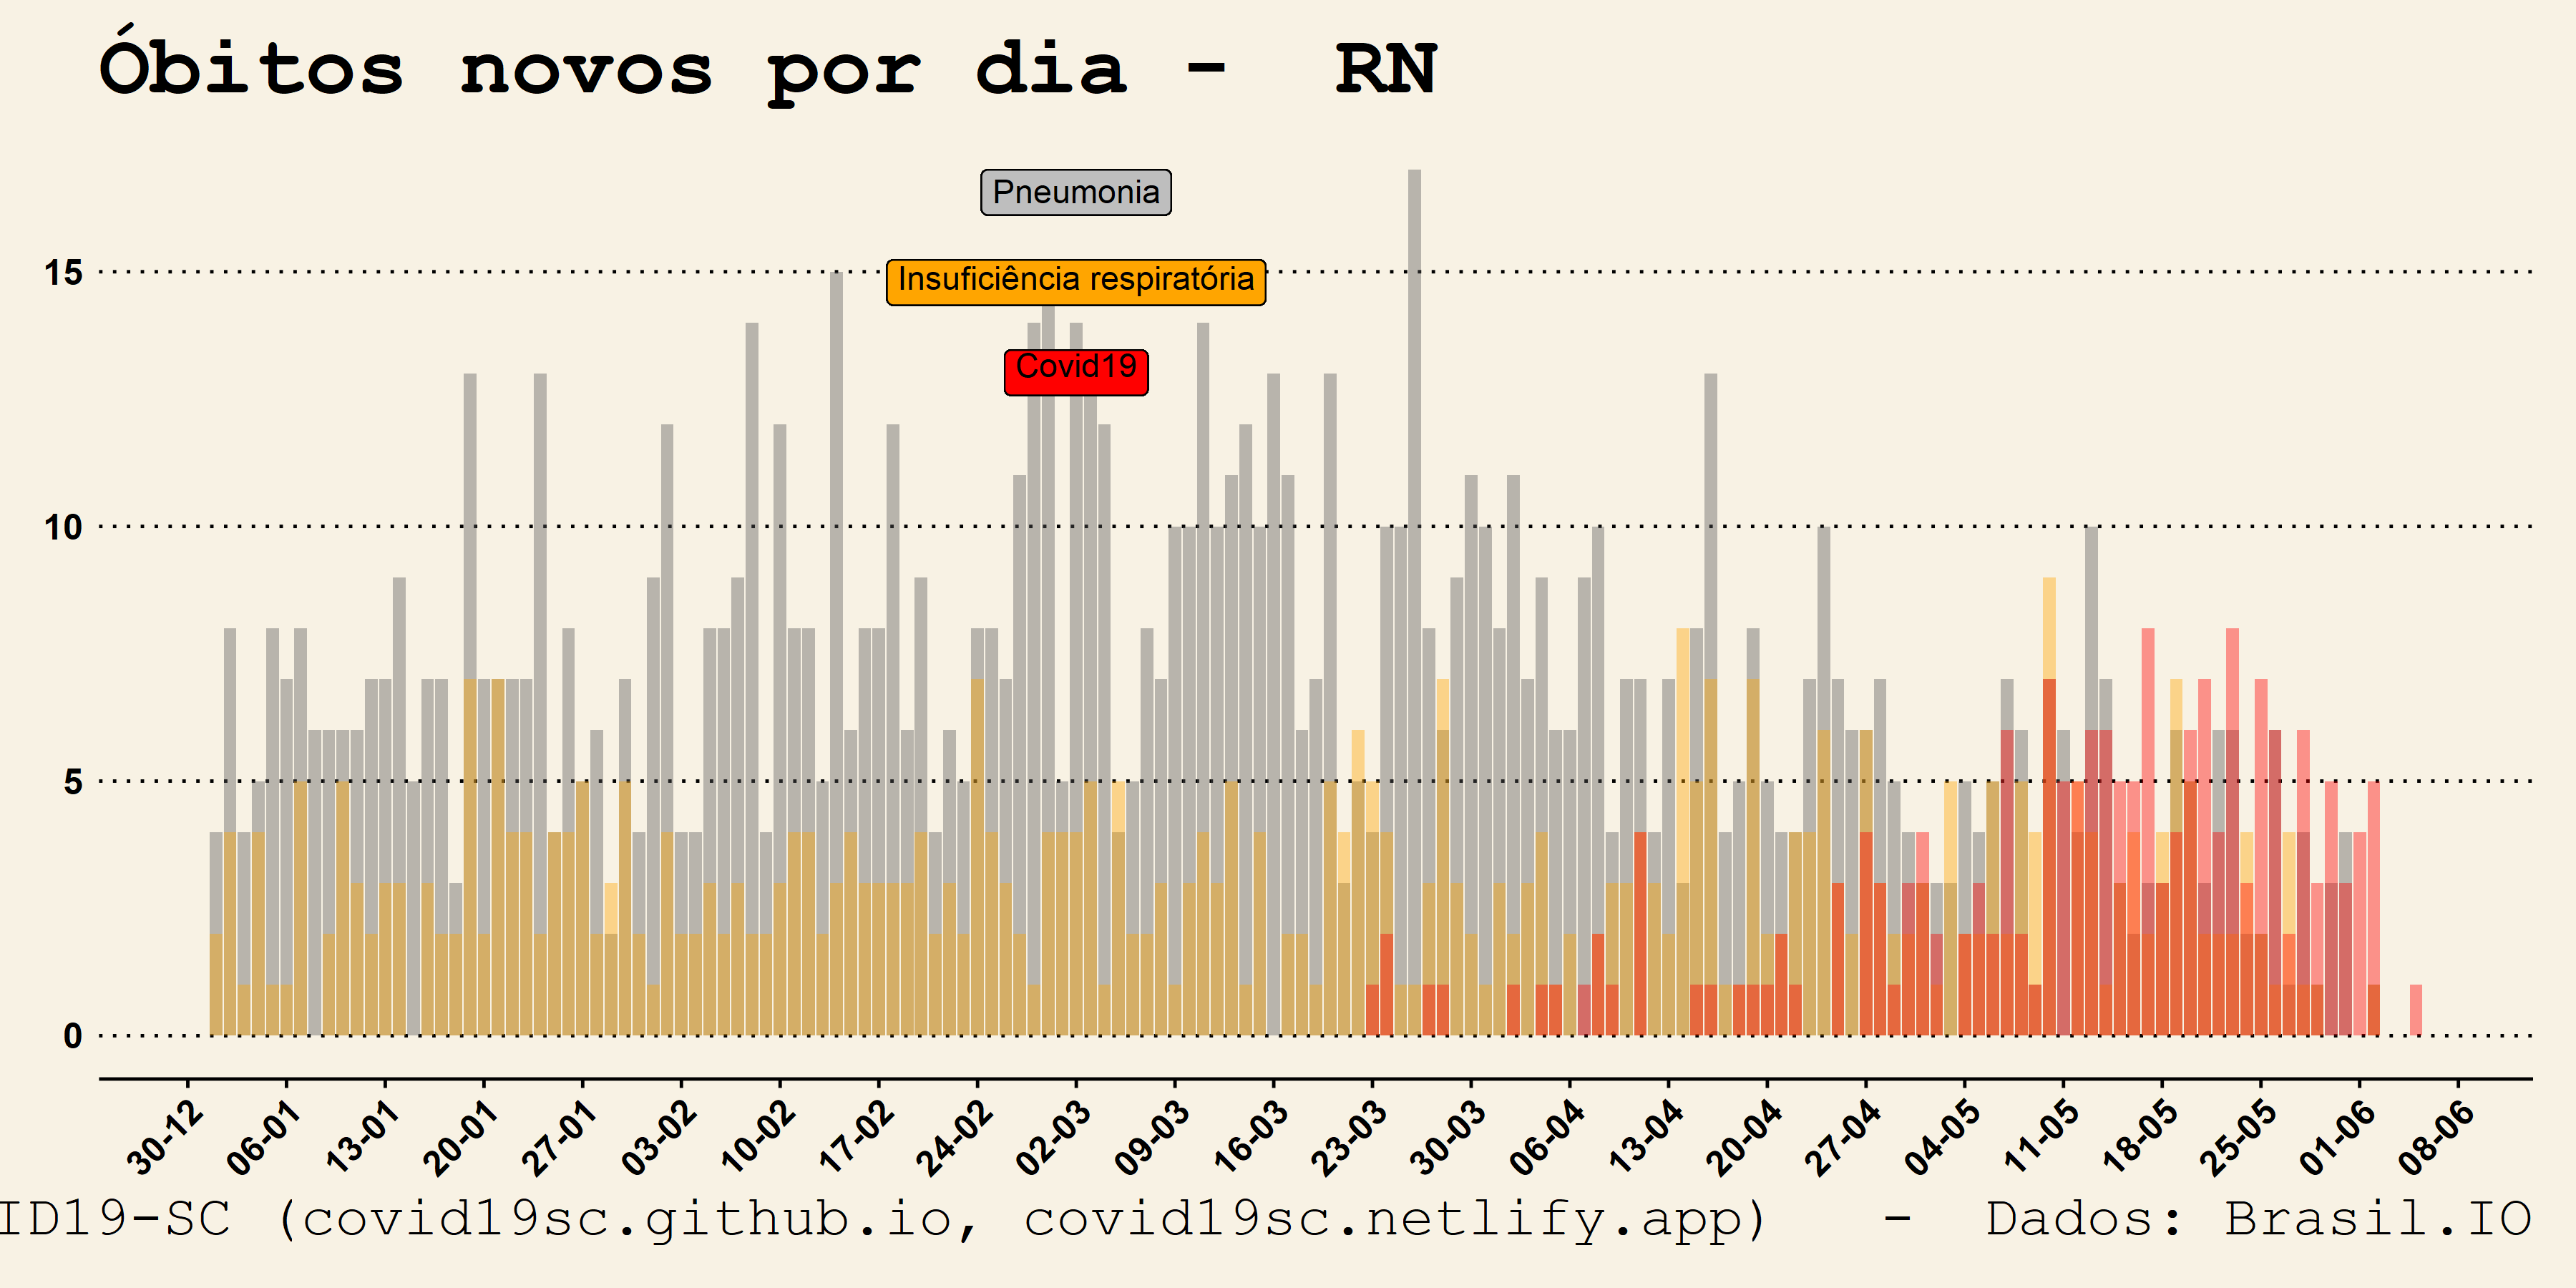 Óbitos novos por dia - RN
Pneumonia
15
Insuficiência respiratória
Covid19
10
5
0
30-12 06-01 13-01 20-01 27-01 03-02 10-02 17-02 24-02 02-03 09-03 16-03 23-03 30-03 06-04 13-04 20-04 27-04 04-05 11-05 18-05 25-05 01-06 08-06
ID19-SC (covid19sc.github.io, covid19sc.netlify.app) - Dados: Brasil.IO